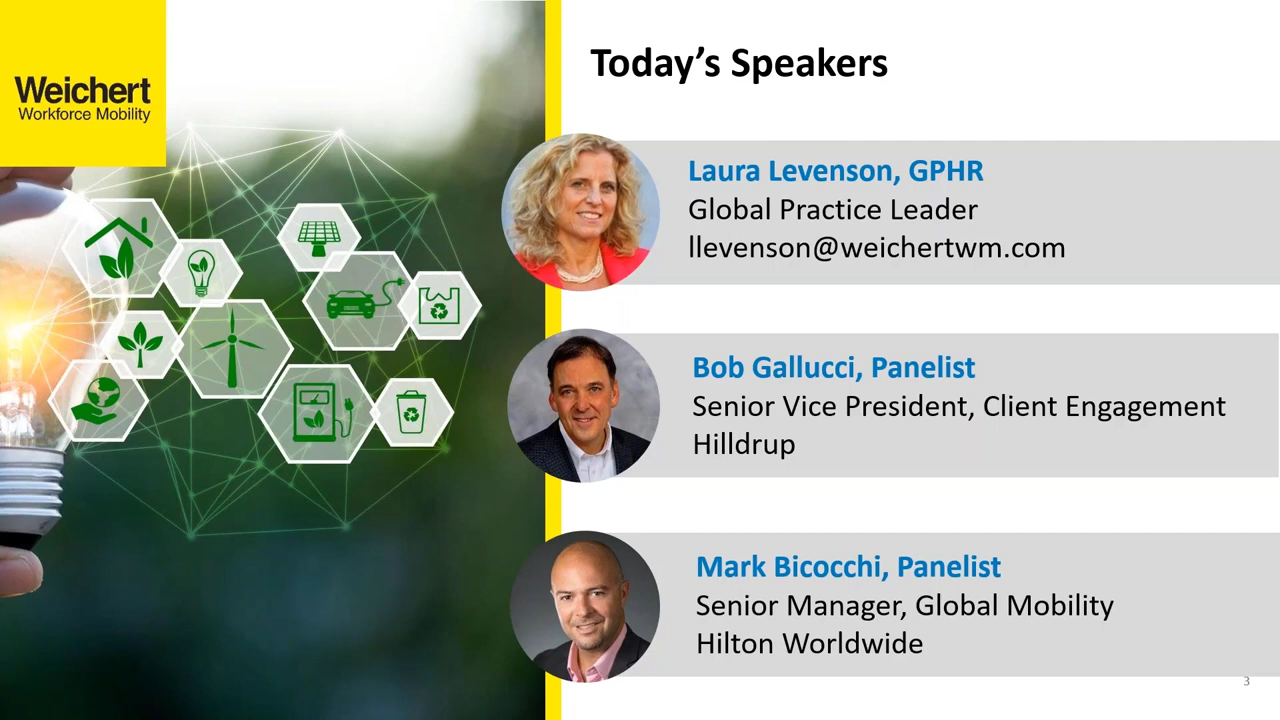 Weichert
Workforce Mobility
Today’s Speakers
Laura Levenson, GPHR
Global Practice Leader
llevenson@weichertwm.com
Bob Gallucci, Panelist
Senior Vice President, Client Engagement
Hilldrup
Mark Bicocchi, Panelist
Senior Manager, Global Mobility
Hilton Worldwide
3